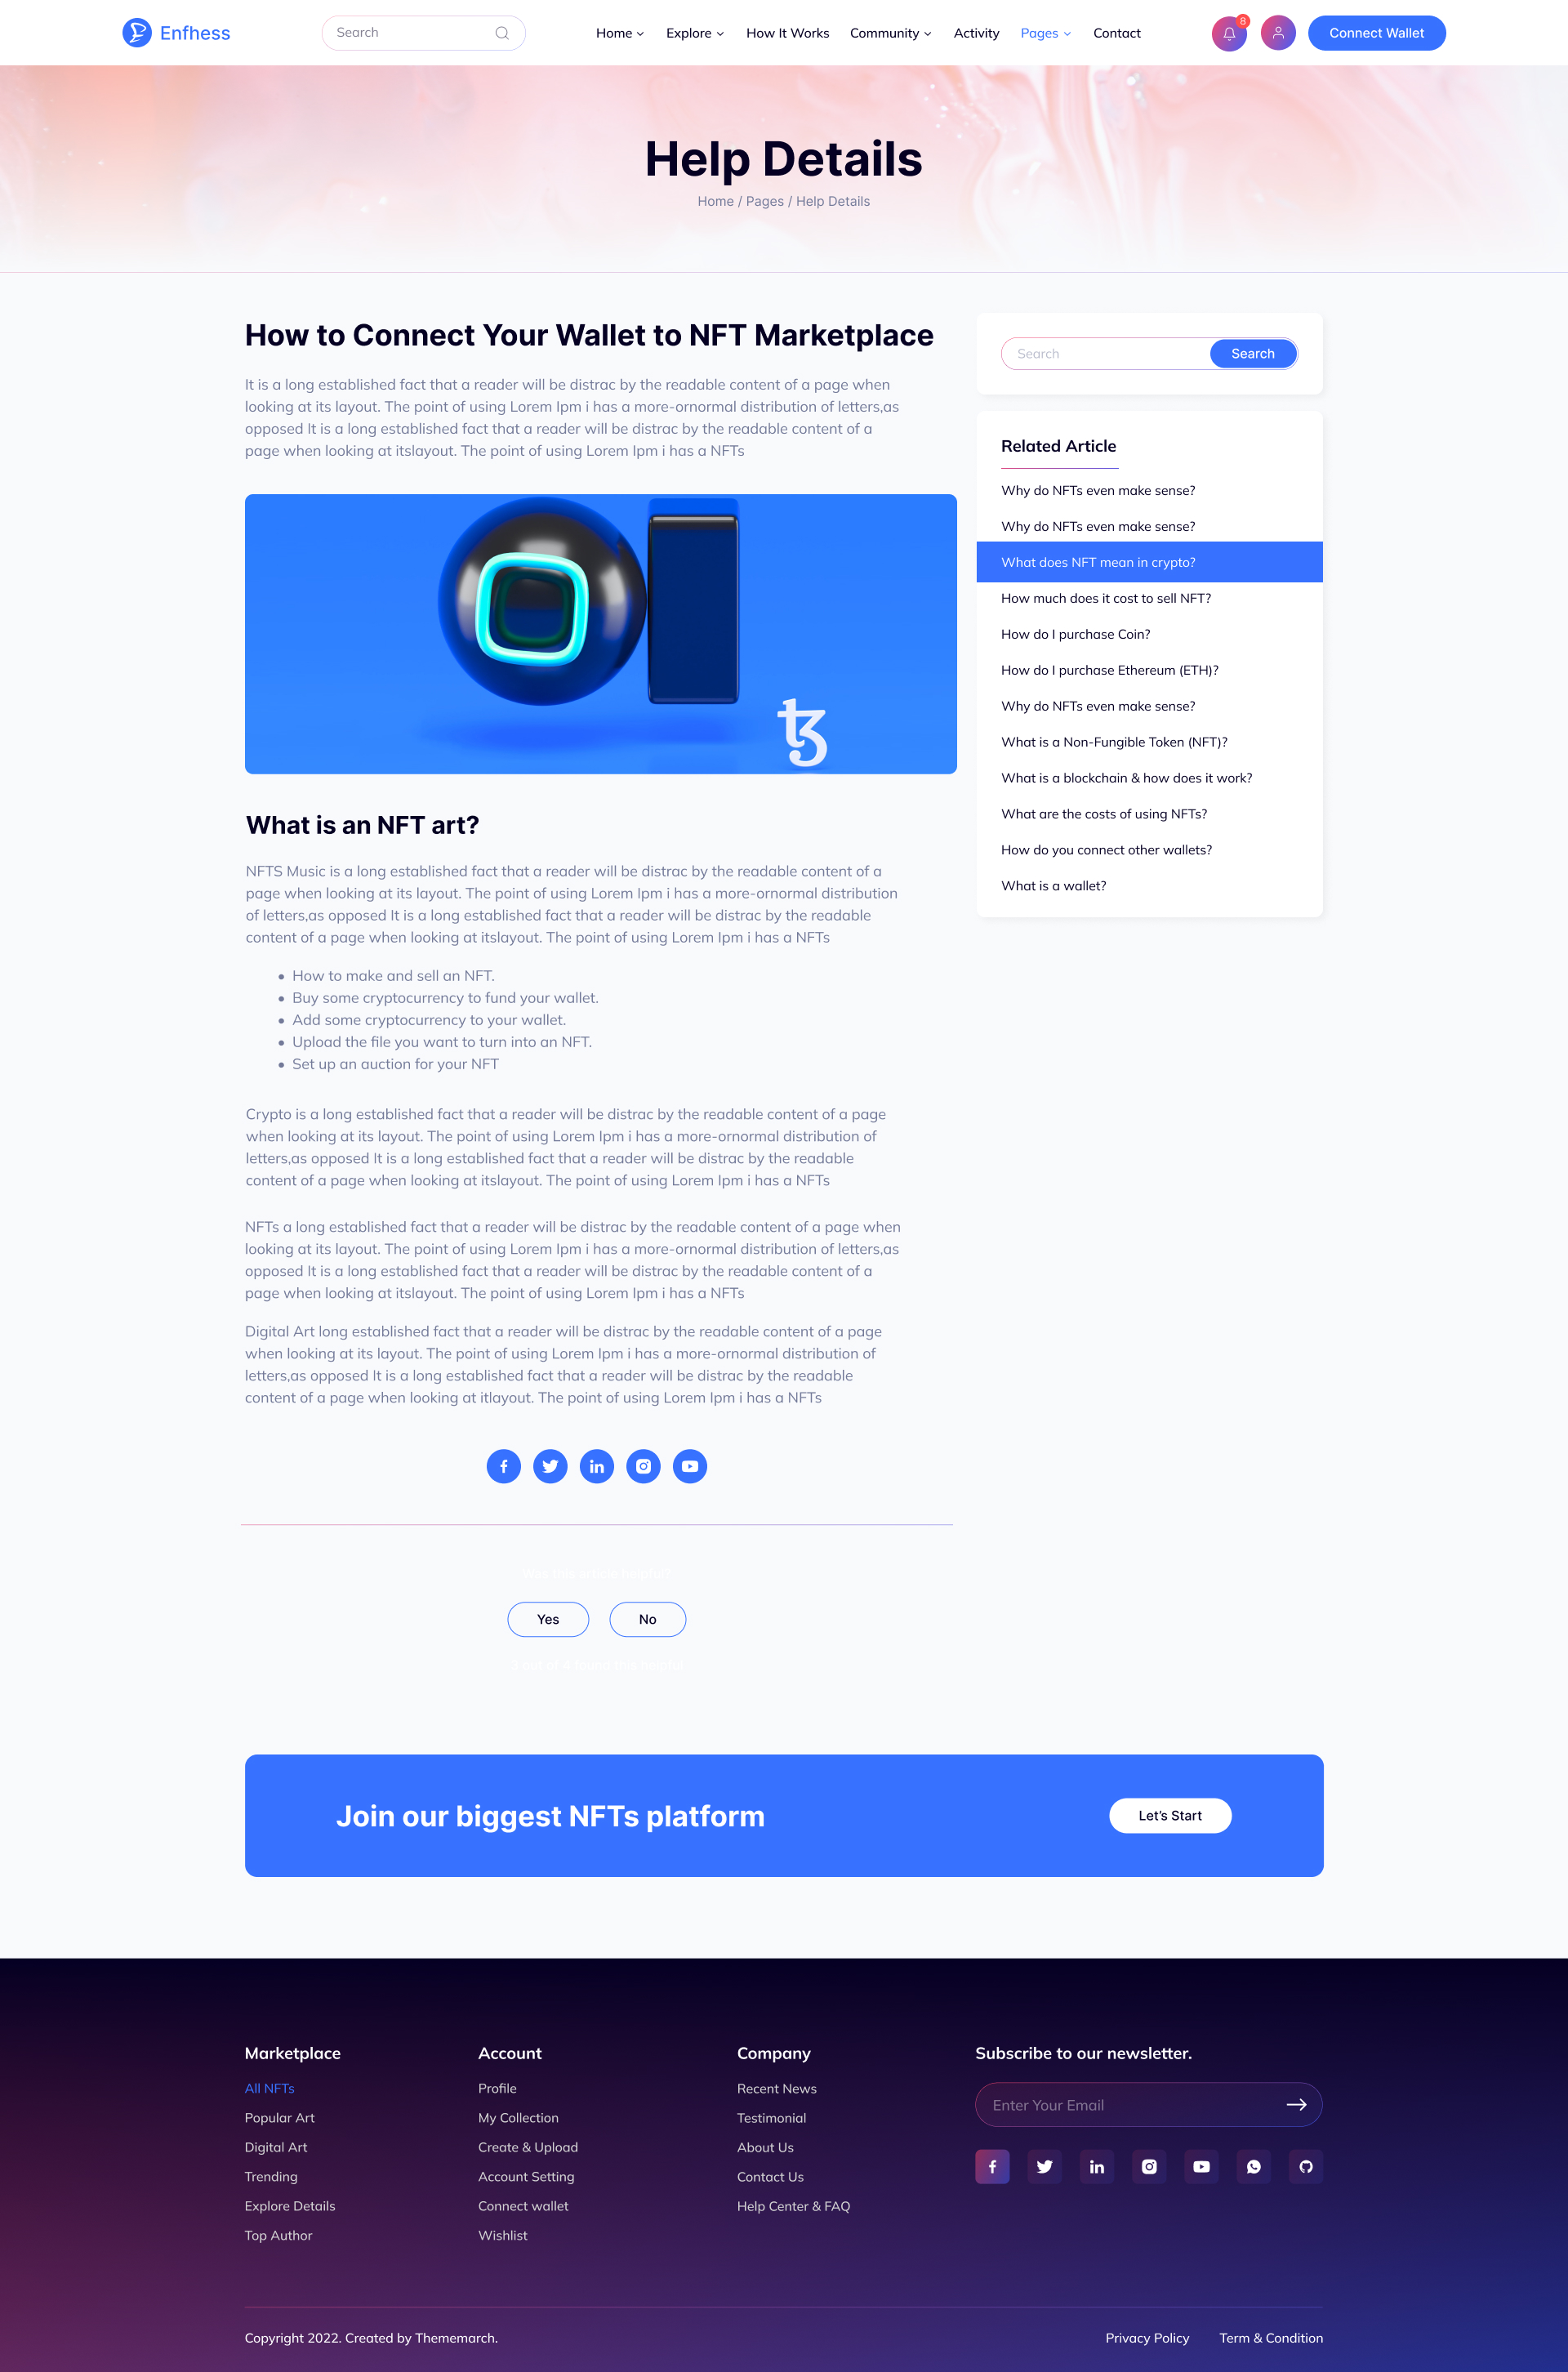 Enfhess
Search
Home
Explore
How It Works
Community
Activity
Pages
Contact
8
Connect Wallet
Help Details
Home / Pages / Help Details
How to Connect Your Wallet to NFT Marketplace
It is a long established fact that a reader will be distrac by the readable content of a page when
looking at its layout. The point of using Lorem Ipm i has a more-ornormal distribution of letters,as
opposed It is a long established fact that a reader will be distrac by the readable content of a
page when looking at itslayout. The point of using Lorem Ipm i has a NFTs
What is an NFT art?
NFTS Music is a long established fact that a reader will be distrac by the readable content of a
page when looking at its layout. The point of using Lorem Ipm i has a more-ornormal distribution
of letters,as opposed It is a long established fact that a reader will be distrac by the readable
content of a page when looking at itslayout. The point of using Lorem Ipm i has a NFTs
• How to make and sell an NFT.
• Buy some cryptocurrency to fund your wallet.
• Add some cryptocurrency to your wallet.
• Upload the file you want to turn into an NFT.
• Set up an auction for your NFT
Crypto is a long established fact that a reader will be distrac by the readable content of a page
when looking at its layout. The point of using Lorem Ipm i has a more-ornormal distribution of
letters,as opposed It is a long established fact that a reader will be distrac by the readable
content of a page when looking at itslayout. The point of using Lorem Ipm i has a NFTs
NFTs a long established fact that a reader will be distrac by the readable content of a page when
looking at its layout. The point of using Lorem Ipm i has a more-ornormal distribution of letters,as
opposed It is a long established fact that a reader will be distrac by the readable content of a
page when looking at itslayout. The point of using Lorem Ipm i has a NFTs
Digital Art long established fact that a reader will be distrac by the readable content of a page
when looking at its layout. The point of using Lorem Ipm i has a more-ornormal distribution of
letters,as opposed It is a long established fact that a reader will be distrac by the readable
content of a page when looking at itlayout. The point of using Lorem Ipm i has a NFTs
Was this article helpful?
Yes
No
Search
Search
Related Article
Why do NFTs even make sense?
Why do NFTs even make sense?
What does NFT mean in crypto?
How much does it cost to sell NFT?
How do I purchase Coin?
How do I purchase Ethereum (ETH)?
Why do NFTs even make sense?
What is a Non-Fungible Token (NFT)?
What is a blockchain & how does it work?
What are the costs of using NFTs?
How do you connect other wallets?
What is a wallet?
Join our biggest NFTs platform
Let's Start
Marketplace
All NFTs
Popular Art
Digital Art
Trending
Explore Details
Top Author
Account
Profile
My Collection
Create & Upload
Account Setting
Connect wallet
Wishlist
Company
Recent News
Testimonial
About Us
Contact Us
Help Center & FAQ
Subscribe to our newsletter.
Enter Your Email
Copyright 2022. Created by Thememarch.
Privacy Policy
Term & Condition